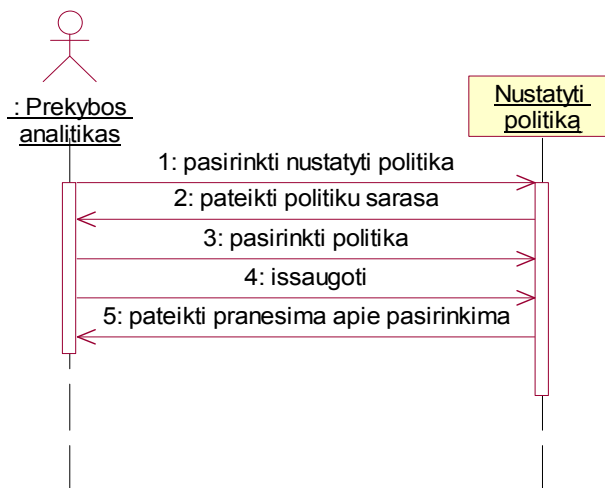 : Prekybos
analitikas
Nustatyti
politiką
1: pasirinkti nustatyti politika
2: pateikti politiku sarasa
3: pasirinkti politika
4: issaugoti
5: pateikti pranesima apie pasirinkima